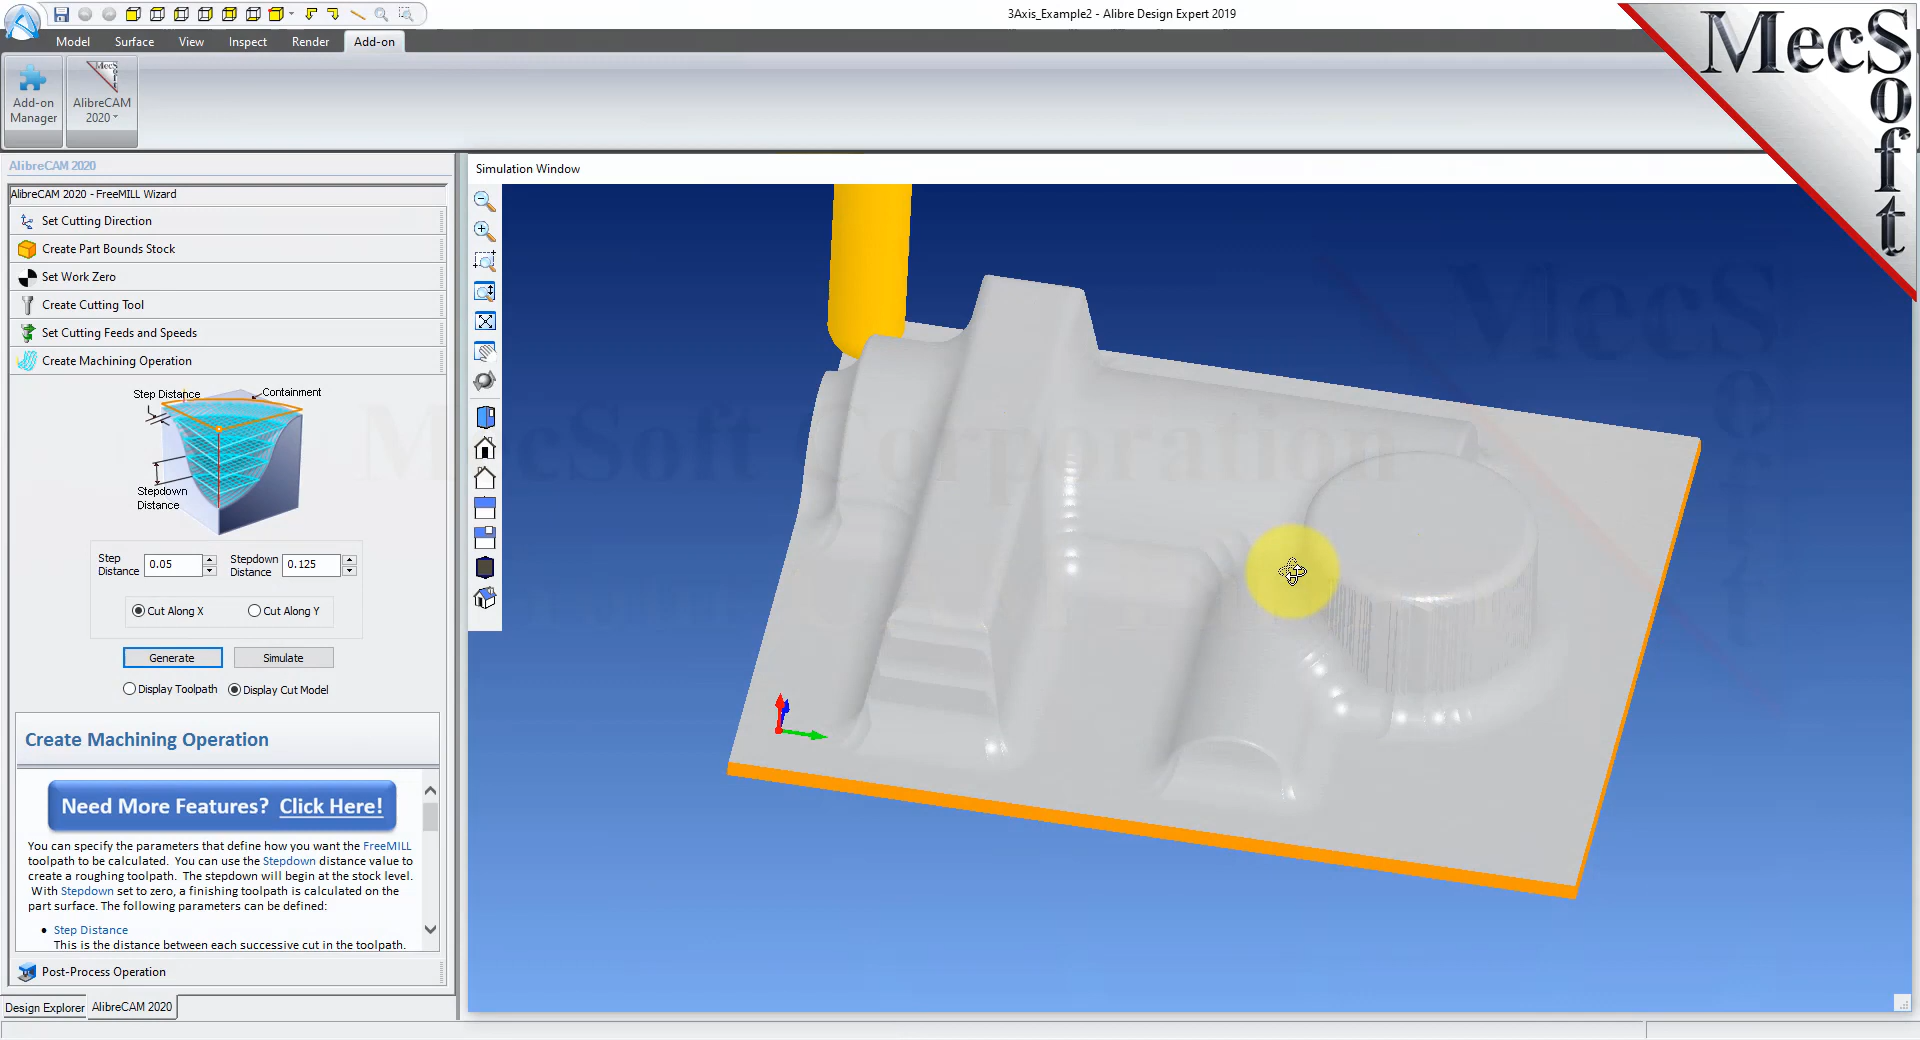 3Axis_Example2 - Alibre Design Expert 2019
Model Surface View Inspect Render Add-on
Add-on Manager
AlibreCAM 2020
MecSoft
AlibreCAM 2020
AlibreCAM 2020 - FreeMILL Wizard
Set Cutting Direction
Create Part Bounds Stock
Set Work Zero
Create Cutting Tool
Set Cutting Feeds and Speeds
Create Machining Operation
Step Distance
Containment
Stepdown
Distance
Step Distance 0.05 Stepdown Distance 0.125
Cut Along X Cut Along Y
Generate Simulate
Display Toolpath Display Cut Model
Create Machining Operation
Need More Features? Click Here!
You can specify the parameters that define how you want the FreeMILL
toolpath to be calculated. You can use the Stepdown distance value to
create a roughing toolpath. The stepdown will begin at the stock level.
With Stepdown set to zero, a finishing toolpath is calculated on the
part surface. The following parameters can be defined:
• Step Distance
This is the distance between each successive cut in the toolpath.
Post-Process Operation
Design Explorer AlibreCAM 2020
Simulation Window
MecSoft Corporation
MecSoft